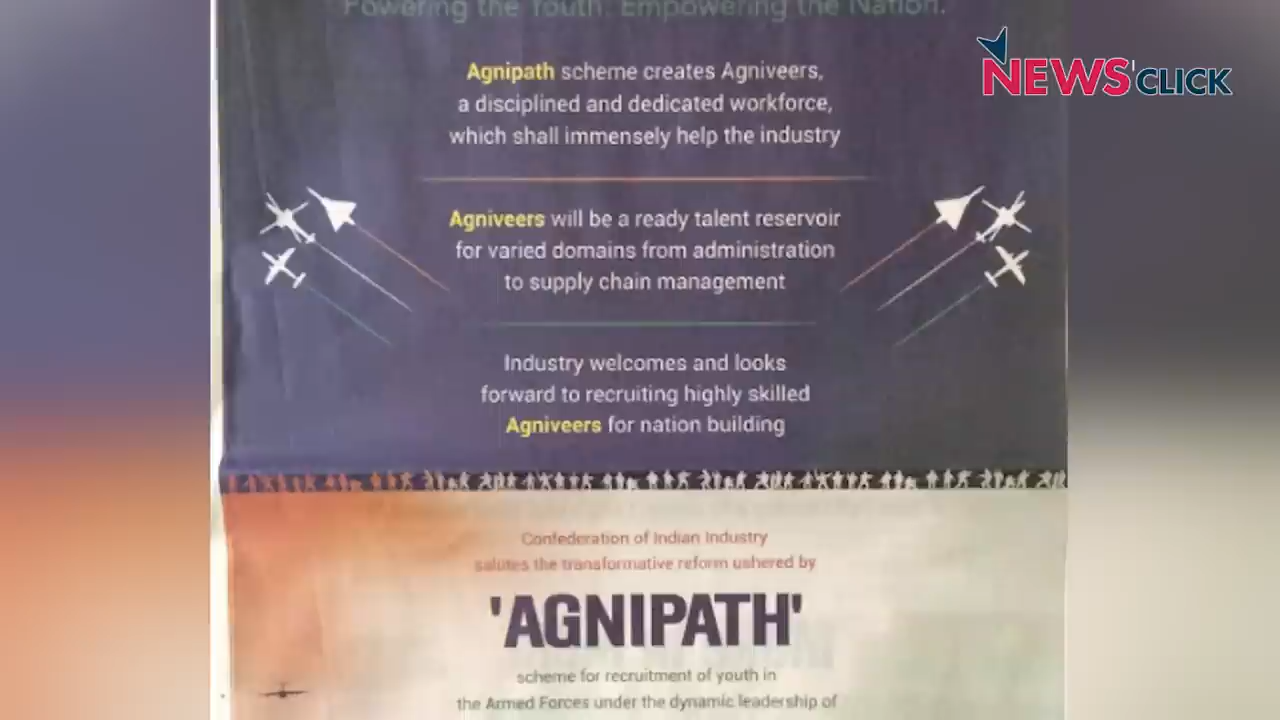 Powering the Youth. Empowering the Nation.
NEWS'CLICK
Agnipath scheme creates Agniveers,
a disciplined and dedicated workforce,
which shall immensely help the industry
Agniveers will be a ready talent reservoir
for varied domains from administration
to supply chain management
Industry welcomes and looks
forward to recruiting highly skilled
Agniveers for nation building
Confederation of Indian Industry
salutes the transformative reform ushered by
'AGNIPATH'
scheme for recruitment of youth in
the Armed Forces under the dynamic leadership of